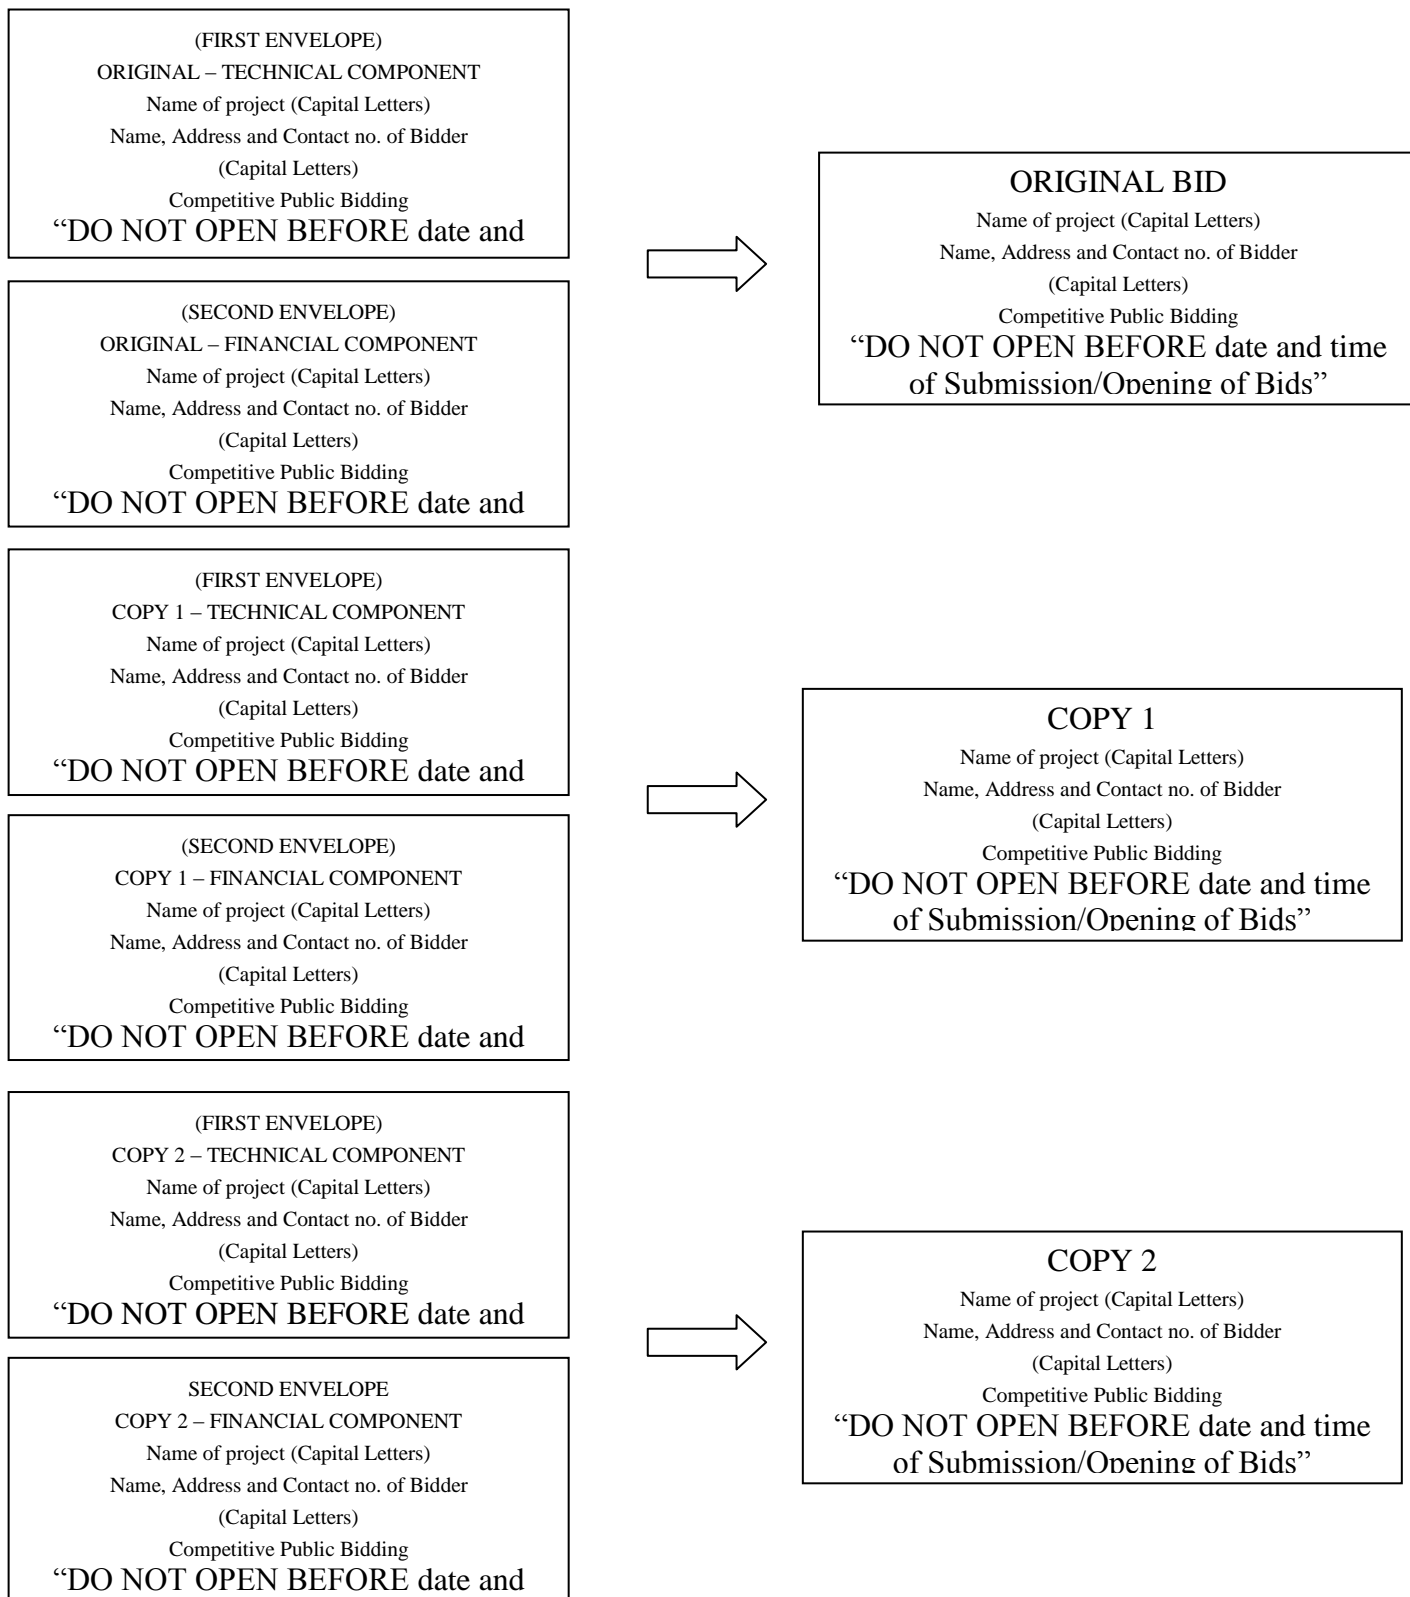 (FIRST ENVELOPE)
ORIGINAL – TECHNICAL COMPONENT
Name of project (Capital Letters)
Name, Address and Contact no. of Bidder
(Capital Letters)
Competitive Public Bidding
“DO NOT OPEN BEFORE date and
(SECOND ENVELOPE)
ORIGINAL – FINANCIAL COMPONENT
Name of project (Capital Letters)
Name, Address and Contact no. of Bidder
(Capital Letters)
Competitive Public Bidding
“DO NOT OPEN BEFORE date and
ORIGINAL BID
Name of project (Capital Letters)
Name, Address and Contact no. of Bidder
(Capital Letters)
Competitive Public Bidding
“DO NOT OPEN BEFORE date and time
of Submission/Opening of Bids”
(FIRST ENVELOPE)
COPY 1 – TECHNICAL COMPONENT
Name of project (Capital Letters)
Name, Address and Contact no. of Bidder
(Capital Letters)
Competitive Public Bidding
“DO NOT OPEN BEFORE date and
(SECOND ENVELOPE)
COPY 1 – FINANCIAL COMPONENT
Name of project (Capital Letters)
Name, Address and Contact no. of Bidder
(Capital Letters)
Competitive Public Bidding
“DO NOT OPEN BEFORE date and
COPY 1
Name of project (Capital Letters)
Name, Address and Contact no. of Bidder
(Capital Letters)
Competitive Public Bidding
“DO NOT OPEN BEFORE date and time
of Submission/Opening of Bids”
(FIRST ENVELOPE)
COPY 2 – TECHNICAL COMPONENT
Name of project (Capital Letters)
Name, Address and Contact no. of Bidder
(Capital Letters)
Competitive Public Bidding
“DO NOT OPEN BEFORE date and
SECOND ENVELOPE
COPY 2 – FINANCIAL COMPONENT
Name of project (Capital Letters)
Name, Address and Contact no. of Bidder
(Capital Letters)
Competitive Public Bidding
“DO NOT OPEN BEFORE date and
COPY 2
Name of project (Capital Letters)
Name, Address and Contact no. of Bidder
(Capital Letters)
Competitive Public Bidding
“DO NOT OPEN BEFORE date and time
of Submission/Opening of Bids”